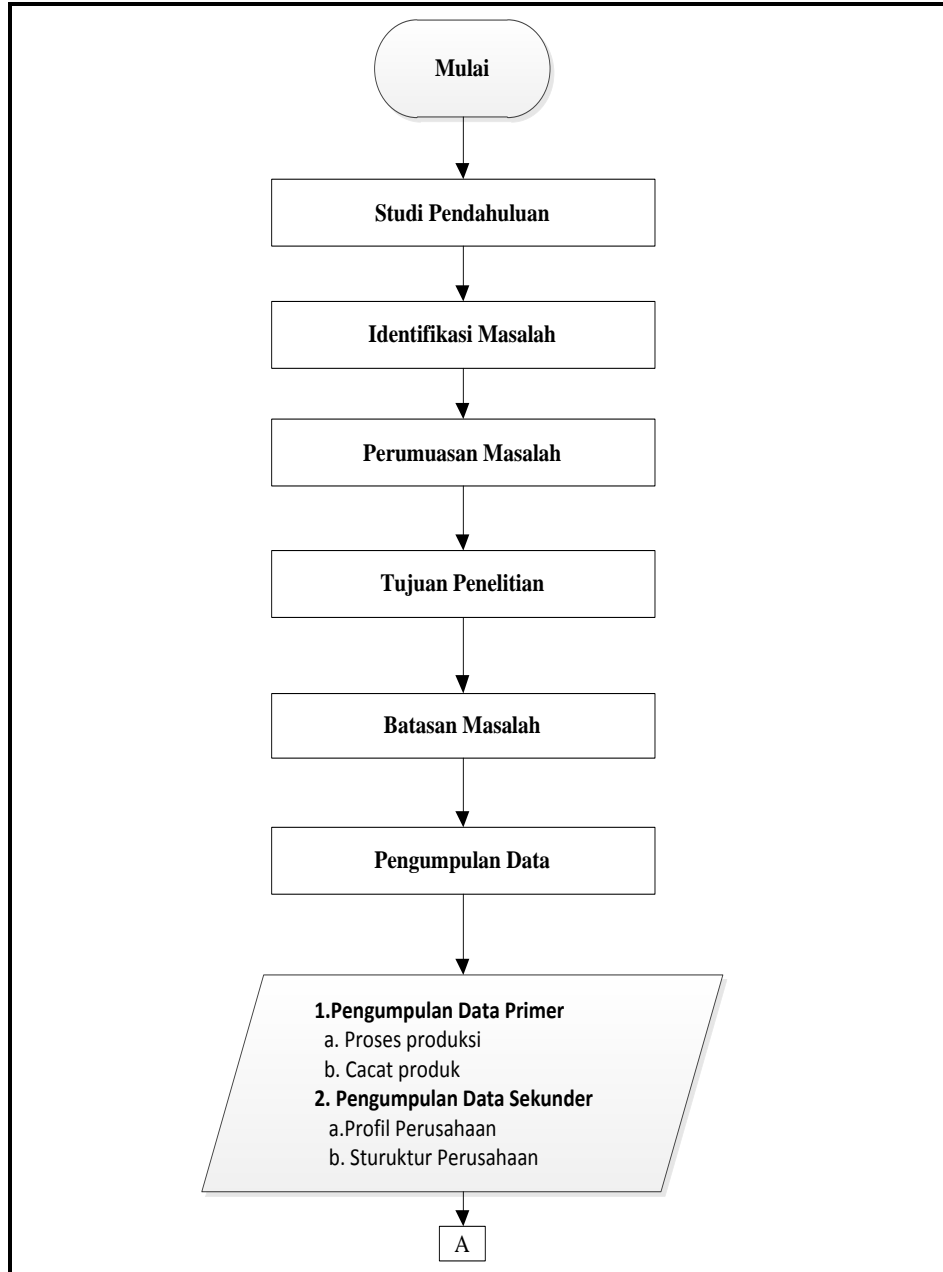 Mulai
Studi Pendahuluan
Identifikasi Masalah
Perumuasan Masalah
Tujuan Penelitian
Batasan Masalah
Pengumpulan Data
1.Pengumpulan Data Primer
a. Proses produksi
b. Cacat produk
2. Pengumpulan Data Sekunder
a.Profil Perusahaan
b. Sturuktur Perusahaan
A